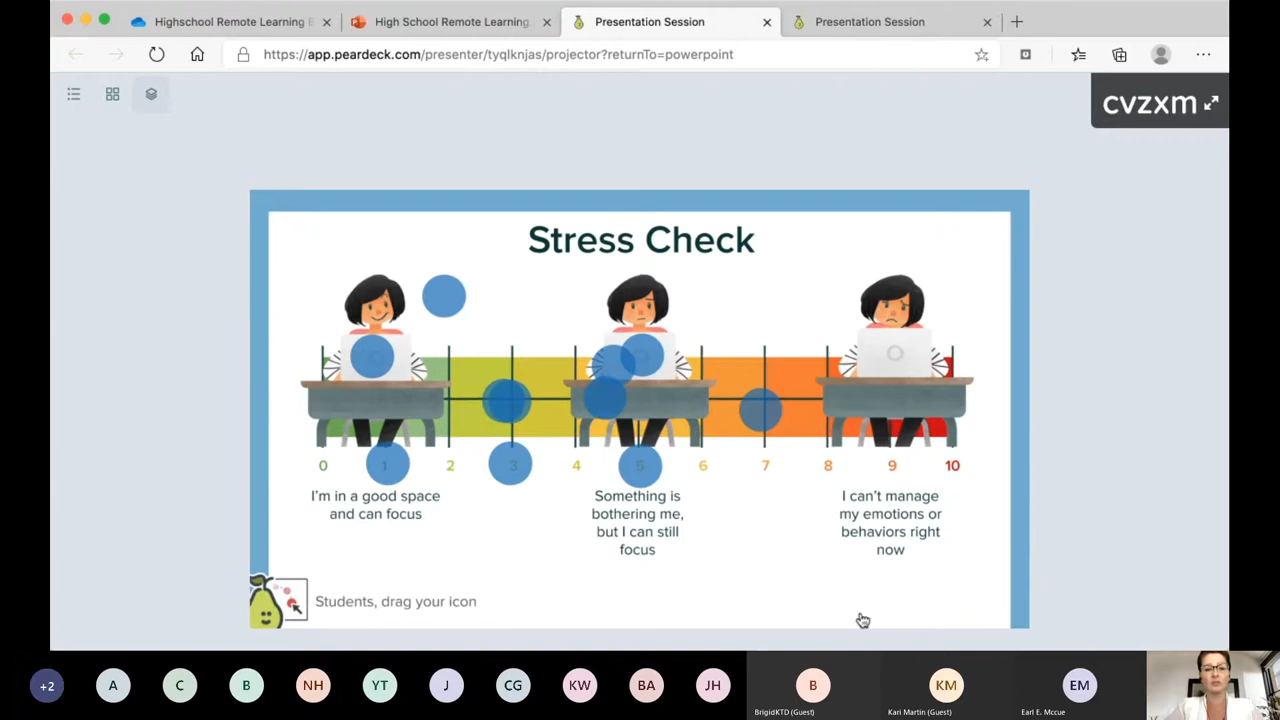 Highschool Remote Learning E
High School Remote Learning.
Presentation Session
Presentation Session
https://app.peardeck.com/presenter/tyqlknjas/projector?returnTo=powerpoint
cvzxm
Stress Check
0 1 2 3 4 5 6 7 8 9 10
I'm in a good space
and can focus
Something is
bothering me,
but I can still
focus
I can't manage
my emotions or
behaviors right
now
Students, drag your icon
+2 A C B NH YT J CG KW BA JH B KM EM
BrigidKTD (Guest)
Kari Martin (Guest)
Earl E. Mccue